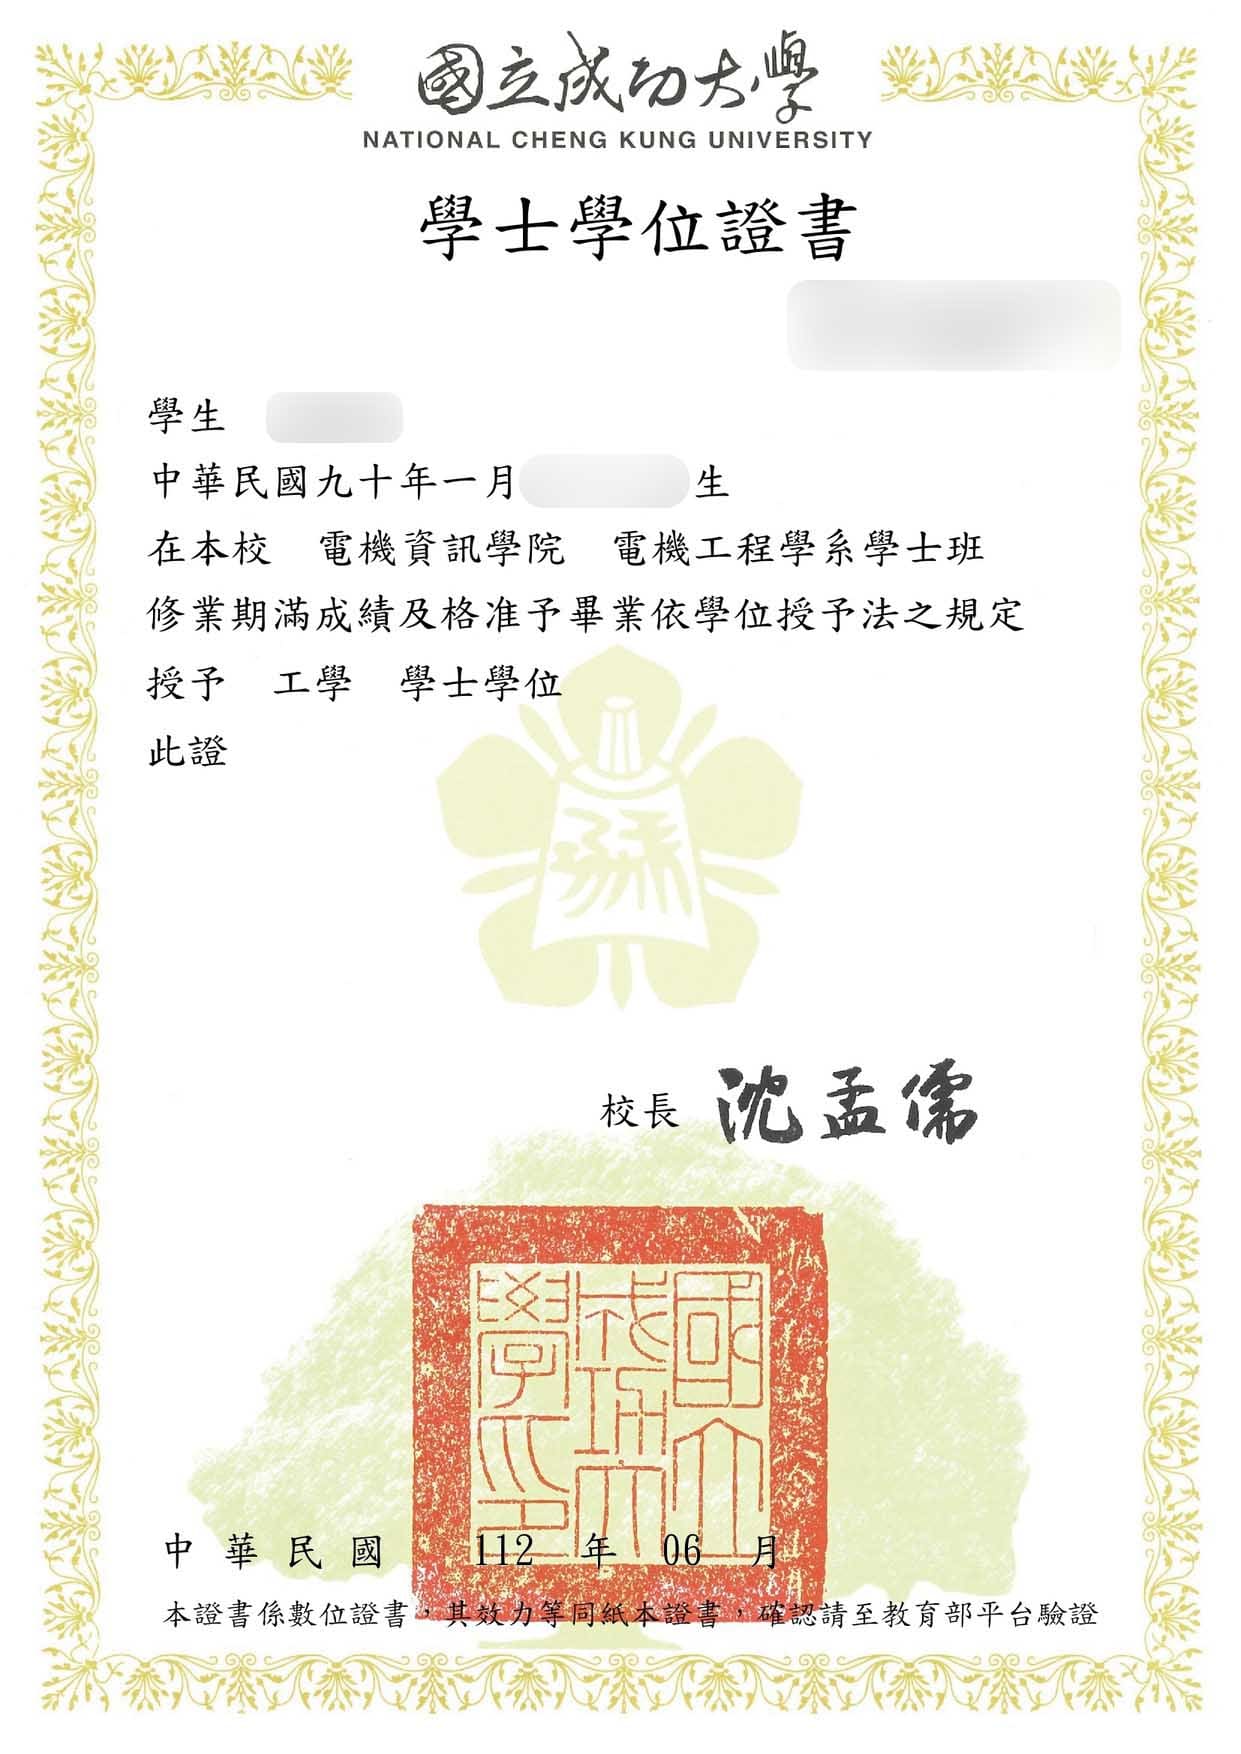 國立成功大學
NATIONAL CHENG KUNG UNIVERSITY
學士學位證書
學生
中華民國九十年一月 生
在本校 電機資訊學院 電機工程學系學士班
修業期滿成績及格准予畢業依學位授予法之規定
授予 工學 學士學位
此證
校長 沈孟儒
國立成功大學印
中華民國 112 年 06 月
本證書係數位證書，其效力等同紙本證書，確認請至教育部平台驗證